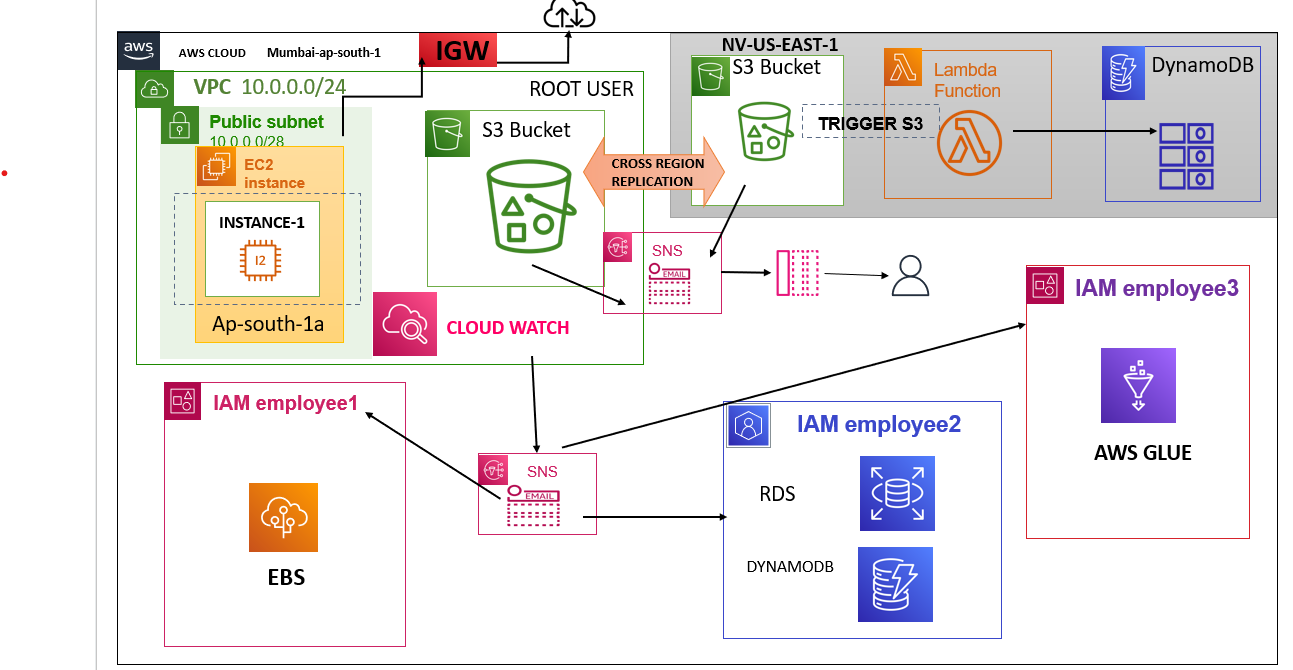 aws
AWS CLOUD
Mumbai-ap-south-1
IGW
NV-US-EAST-1
VPC 10.0.0.0/24
ROOT USER
Public subnet
10.0.0.0/28
EC2
instance
INSTANCE-1
I2
Ap-south-1a
S3 Bucket
CROSS REGION
REPLICATION
S3 Bucket
TRIGGER S3
Lambda
Function
DynamoDB
SNS
EMAIL
CLOUD WATCH
IAM employee1
EBS
SNS
EMAIL
IAM employee2
RDS
DYNAMODB
IAM employee3
AWS GLUE